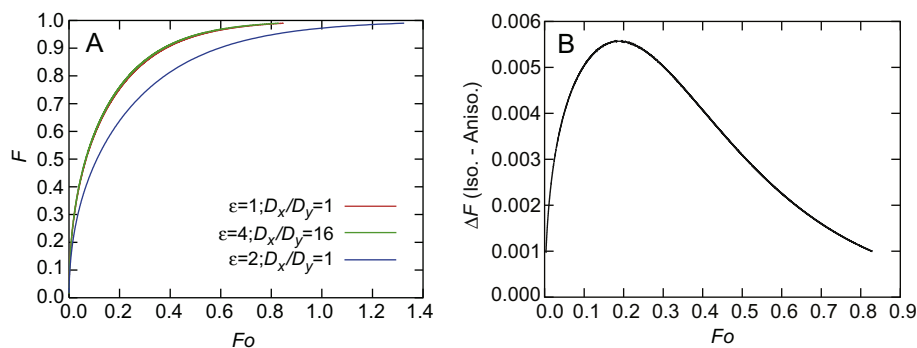 A
1.0
0.9
0.8
0.7
0.6
0.5
0.4
0.3
0.2
0.1
0.0
F
ε=1;Dx/Dy=1
ε=4;Dx/Dy=16
ε=2;Dx/Dy=1
0.0 0.2 0.4 0.6 0.8 1.0 1.2 1.4
Fo
B
0.006
0.005
0.004
0.003
0.002
0.001
0.000
ΔF (Iso. - Aniso.)
0.0 0.1 0.2 0.3 0.4 0.5 0.6 0.7 0.8 0.9
Fo